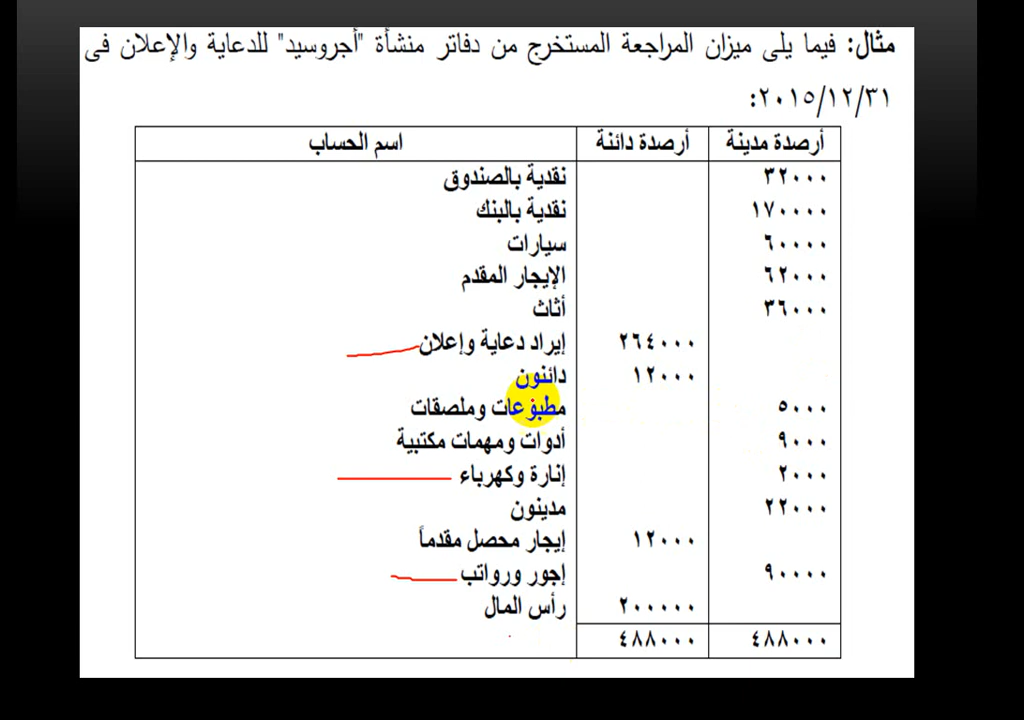 مثال: فيما يلى ميزان المراجعة المستخرج من دفاتر منشأة "أجروسيد" للدعاية والإعلان فى
٢٠١٥/١٢/٣١:
أرصدة مدينة أرصدة دائنة اسم الحساب
٣٢٠٠٠ نقدية بالصندوق
١٧٠٠٠٠ نقدية بالبنك
٦٠٠٠٠ سيارات
٦٢٠٠٠ الإيجار المقدم
٣٦٠٠٠ أثاث
٢٦٤٠٠٠ إيراد دعاية وإعلان
١٢٠٠٠ دائنون
٥٠٠٠ مطبوعات وملصقات
٩٠٠٠ أدوات ومهمات مكتبية
٢٠٠٠ إنارة وكهرباء
٢٢٠٠٠ مدينون
١٢٠٠٠ إيجار محصل مقدماً
٩٠٠٠٠ إجور ورواتب
٢٠٠٠٠٠ رأس المال
٤٨٨٠٠٠ ٤٨٨٠٠٠